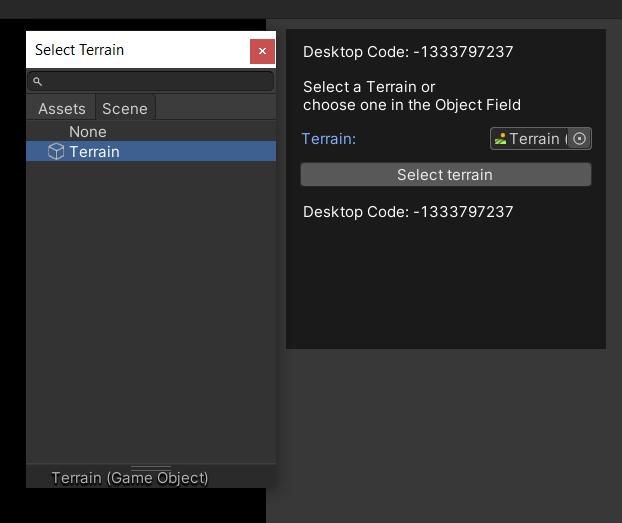 Select Terrain
Assets Scene
None
Terrain
Terrain (Game Object)
Desktop Code: -1333797237
Select a Terrain or
choose one in the Object Field
Terrain: Terrain (
Select terrain
Desktop Code: -1333797237